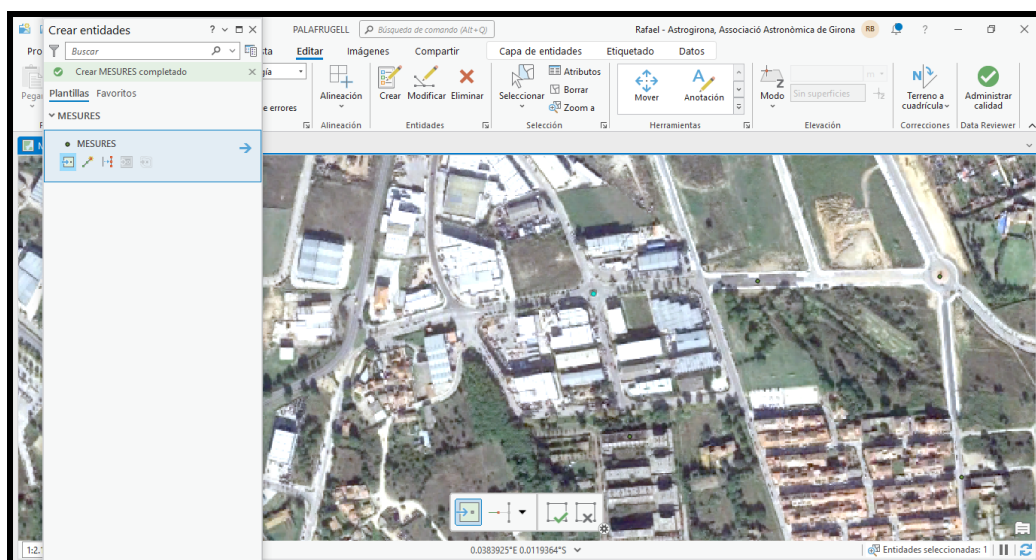 Crear entidades
? ∨
PALAFRUGELL
Búsqueda de comando (Alt+Q)
Rafael - Astrogirona, Associació Astronòmica de Girona
RB
?
Buscar
Editar Imágenes Compartir Capa de entidades Etiquetado Datos
Crear MESURES completado
Plantillas Favoritos
MESURES
MESURES
e errores
Alineación
Alineación
Crear Modificar Eliminar
Entidades
Seleccionar
Atributos
Borrar
Zoom a
Selección
Mover
Anotación
Herramientas
Modo
Sin superficies
m
Elevación
Terreno a
cuadrícula
Correcciones
Administrar
calidad
Data Reviewer
0.0383925°E 0.0119364°S
Entidades seleccionadas: 1